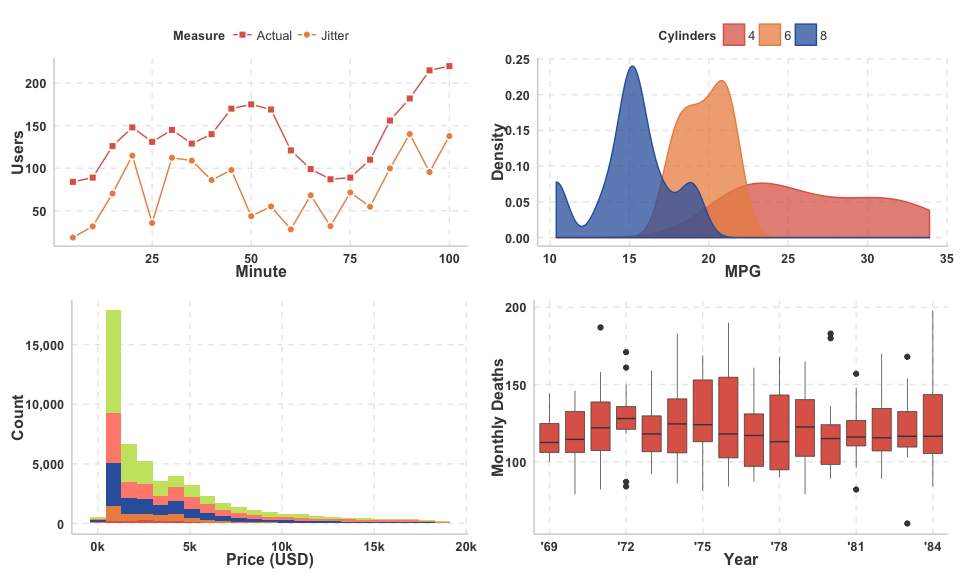 Measure Actual Jitter
Users
200
150
100
50
25 50 75 100
Minute
Cylinders 4 6 8
Density
0.25
0.20
0.15
0.10
0.05
0.00
10 15 20 25 30 35
MPG
Count
15,000
10,000
5,000
0
0k 5k 10k 15k 20k
Price (USD)
Monthly Deaths
200
150
100
'69 '72 '75 '78 '81 '84
Year